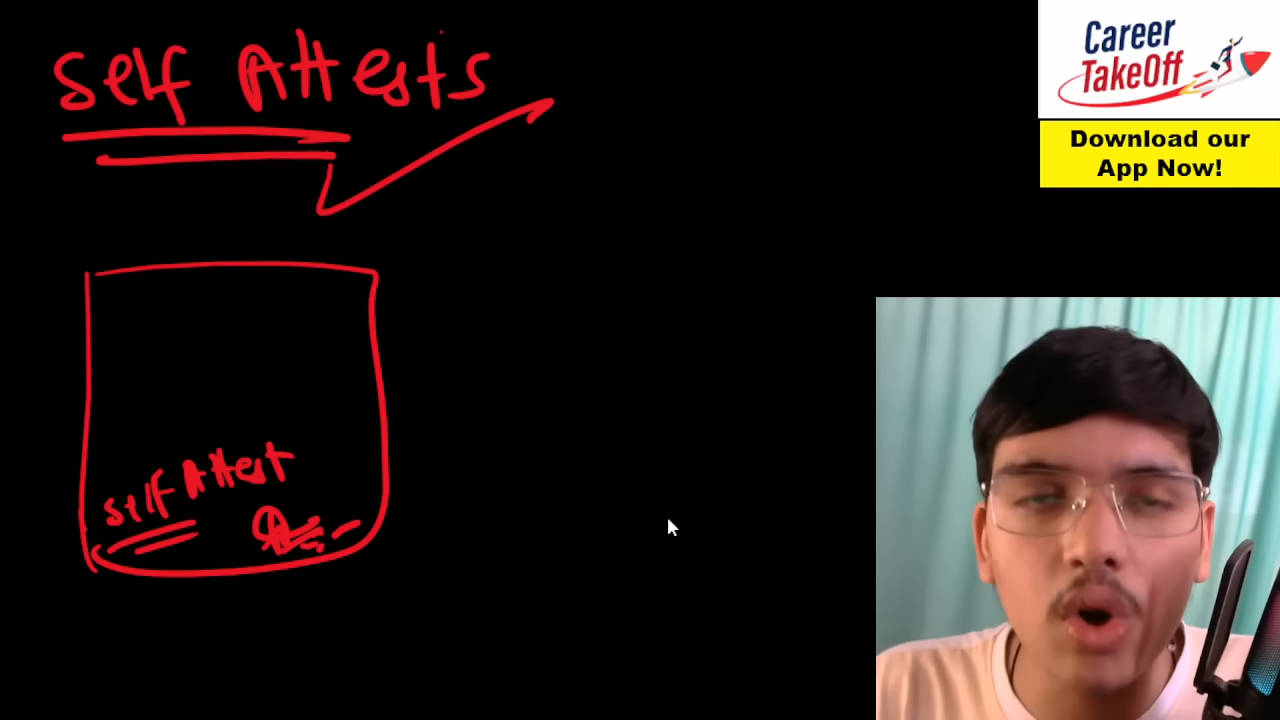 Self Attests
Career
TakeOff
Download our
App Now!
self Attest